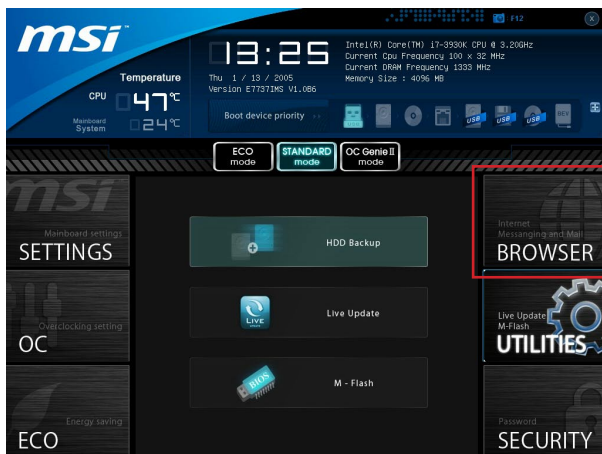 msi
F12
X
13:25
Intel(R) Core(TM) i7-3930K CPU @ 3.20GHz
Current Cpu Frequency 100 x 32 MHz
Current DRAM Frequency 1333 MHz
Memory Size : 4096 MB
Temperature
Thu 1 / 13 / 2005
Version E7737IMS V1.0B6
CPU 47°C
Mainboard
System 24°C
Boot device priority
USB
USB
USB
DEV
ECO
mode
STANDARD
mode
OC Genie II
mode
msi
Mainboard settings
SETTINGS
Overclocking setting
OC
Energy saving
ECO
HDD Backup
LIVE
Live Update
BIOS
M - Flash
Internet
Messanging and Mail
BROWSER
Live Update
M-Flash
UTILITIES
Password
SECURITY